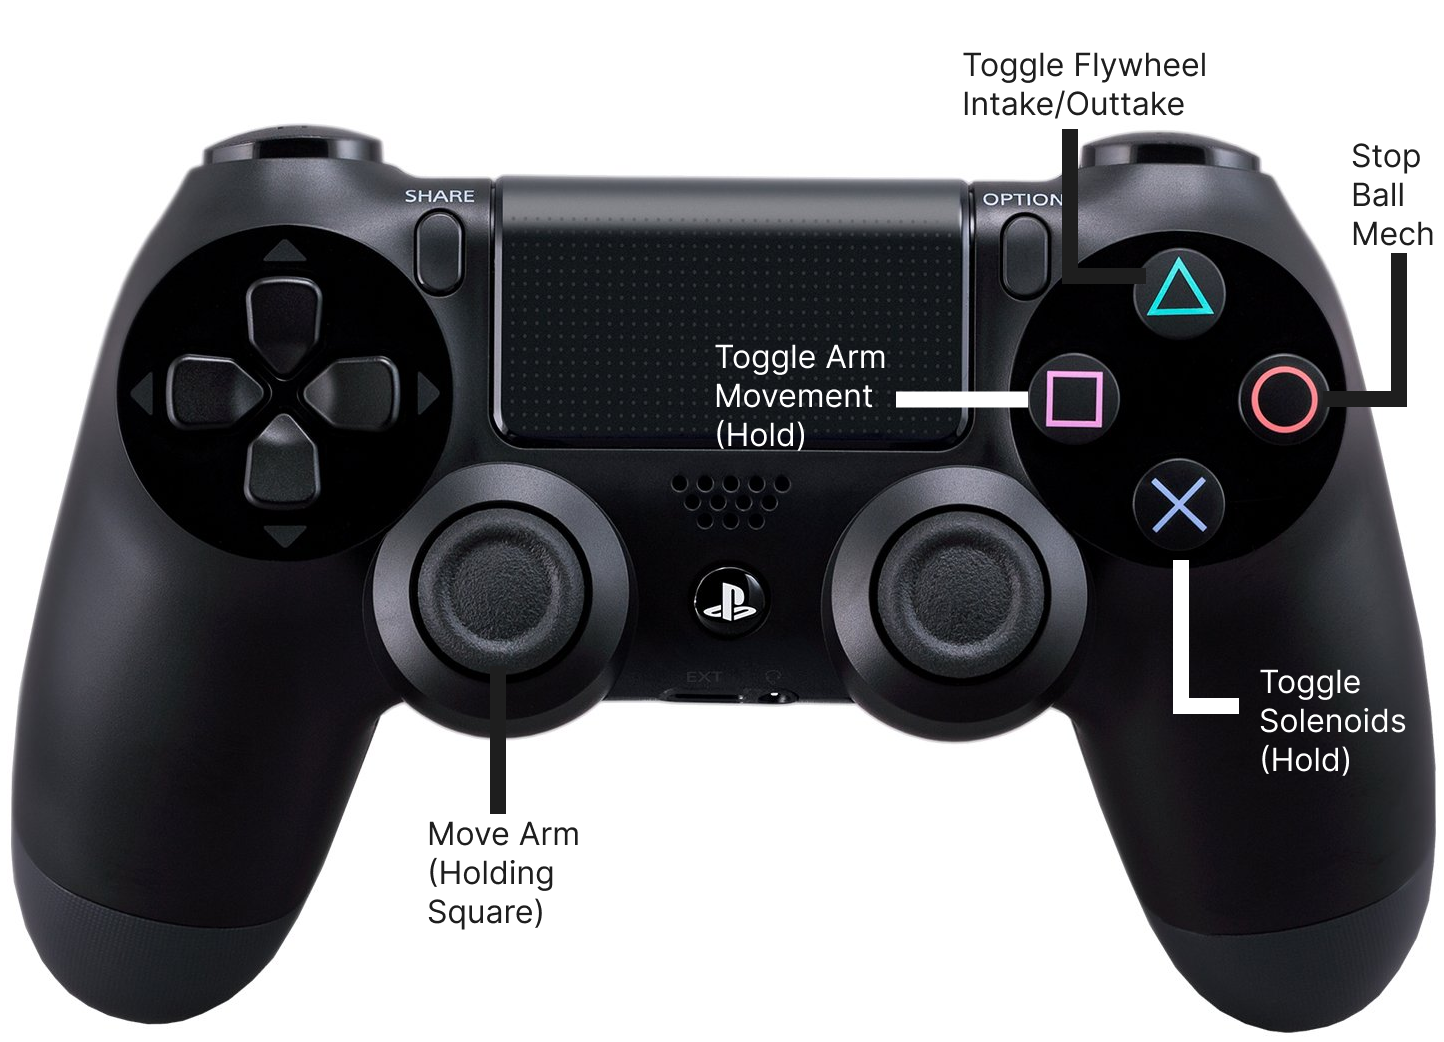 Toggle Flywheel
Intake/Outtake
Stop
Ball
Mech
SHARE
OPTION
Toggle Arm
Movement
(Hold)
EXT
Toggle
Solenoids
(Hold)
Move Arm
(Holding
Square)